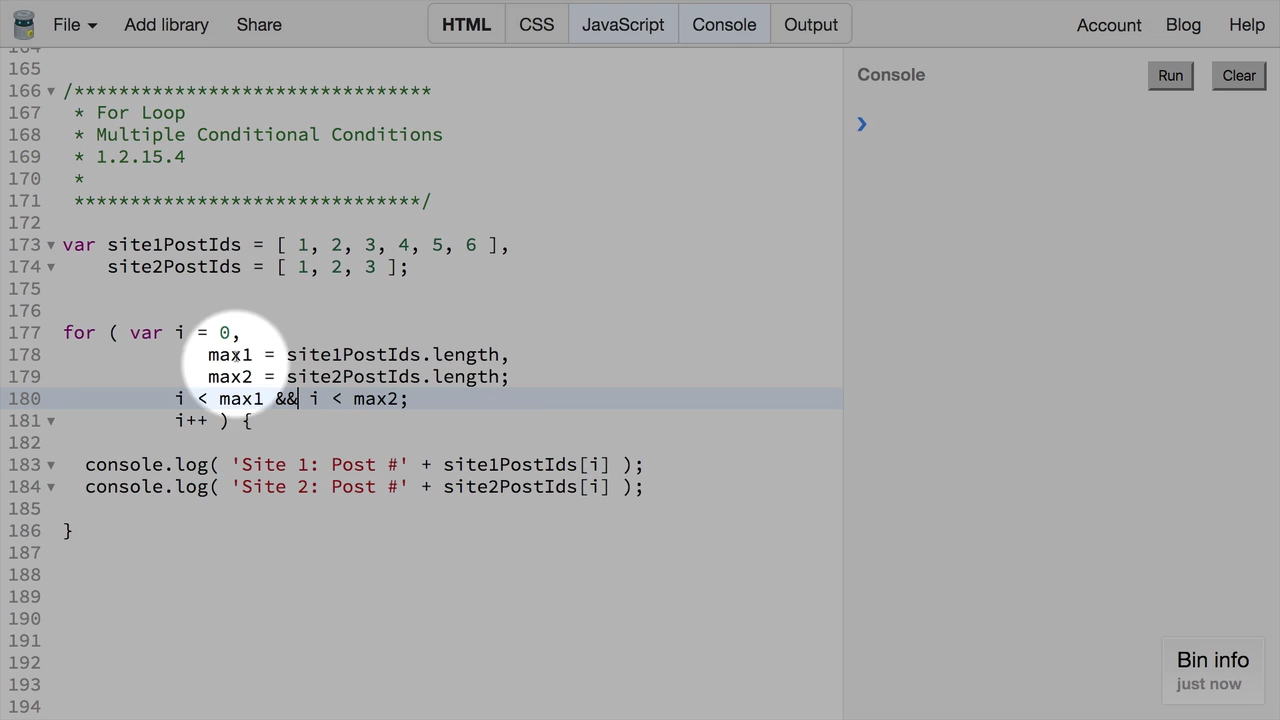 File Add library Share HTML CSS JavaScript Console Output Account Blog Help
164
165
Console Run Clear
166 /********************************
167 * For Loop
168 * Multiple Conditional Conditions
169 * 1.2.15.4
170 *
171 *******************************/
172
173 var site1PostIds = [ 1, 2, 3, 4, 5, 6 ],
174 site2PostIds = [ 1, 2, 3 ];
175
176
177 for ( var i = 0,
178 max1 = site1PostIds.length,
179 max2 = site2PostIds.length;
180 i < max1 && i < max2;
181 i++ ) {
182
183 console.log( 'Site 1: Post #' + site1PostIds[i] );
184 console.log( 'Site 2: Post #' + site2PostIds[i] );
185
186 }
187
188
189
190
191
192
193
194
Bin info
just now